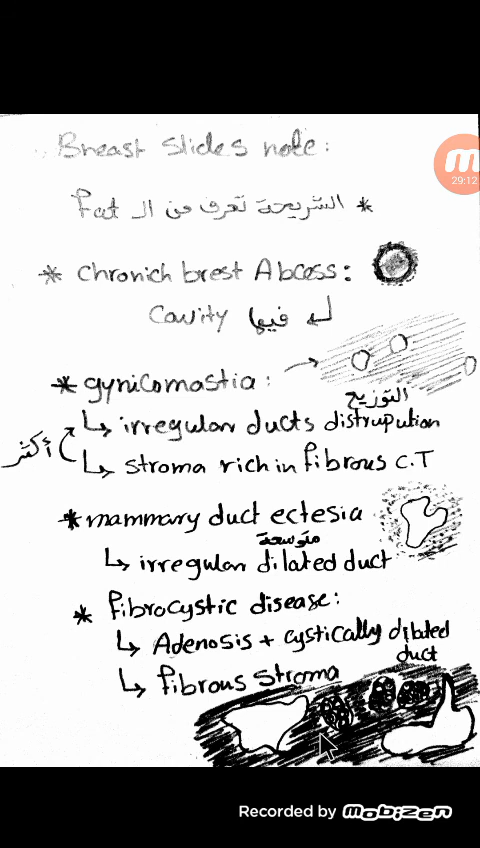 Breast Slides note:
29:12
* الشريحة تعرف من الـ Fat
* Chronich brest Abcess:
↳ فيها Cavity
* gynicomastia:
التوزيع
↳ irregular ducts distrupution
أكثر
↳ stroma rich in fibrous C.T
* mammary duct ectesia
متوسعة
↳ irregular dilated duct
* fibrocystic disease:
↳ Adenosis + cystically dilated
duct
↳ fibrous stroma
Recorded by mobizen